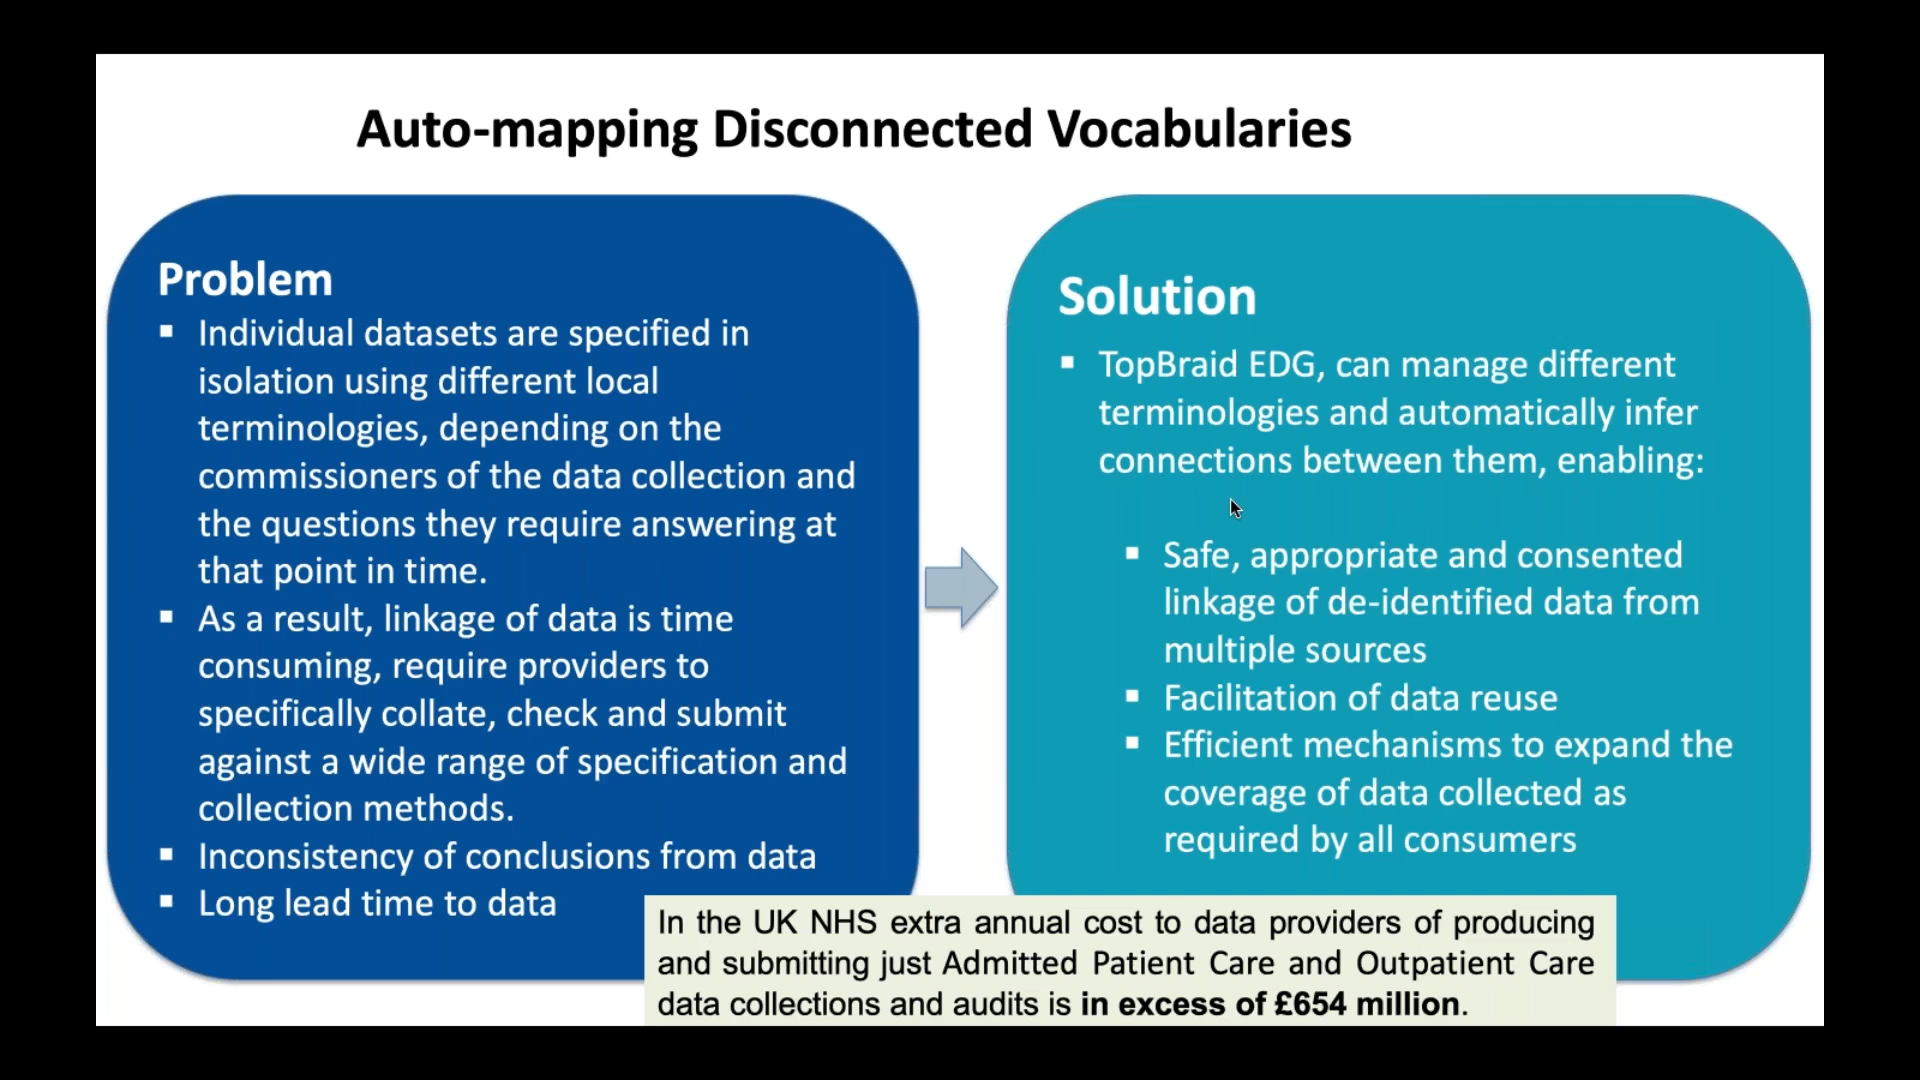 Auto-mapping Disconnected Vocabularies
Problem
▪ Individual datasets are specified in
isolation using different local
terminologies, depending on the
commissioners of the data collection and
the questions they require answering at
that point in time.
▪ As a result, linkage of data is time
consuming, require providers to
specifically collate, check and submit
against a wide range of specification and
collection methods.
▪ Inconsistency of conclusions from data
▪ Long lead time to data
Solution
▪ TopBraid EDG, can manage different
terminologies and automatically infer
connections between them, enabling:
▪ Safe, appropriate and consented
linkage of de-identified data from
multiple sources
▪ Facilitation of data reuse
▪ Efficient mechanisms to expand the
coverage of data collected as
required by all consumers
In the UK NHS extra annual cost to data providers of producing
and submitting just Admitted Patient Care and Outpatient Care
data collections and audits is in excess of £654 million.